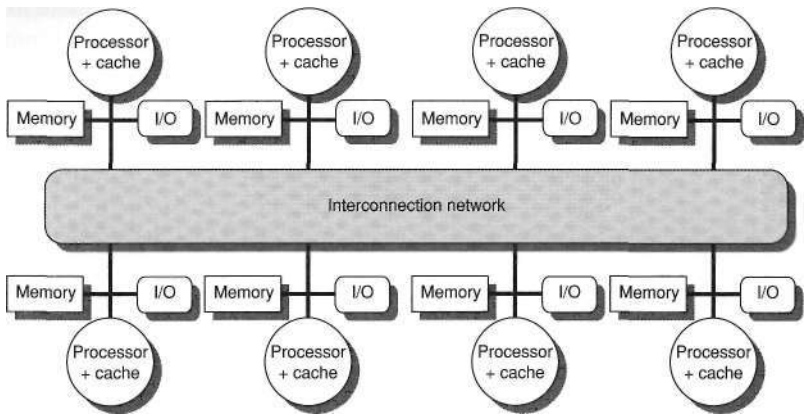 Processor
+ cache
Processor
+ cache
Processor
+ cache
Processor
+ cache
Memory
I/O
Memory
I/O
Memory
I/O
Memory
I/O
Interconnection network
Memory
I/O
Memory
I/O
Memory
I/O
Memory
I/O
Processor
+ cache
Processor
+ cache
Processor
+ cache
Processor
+ cache